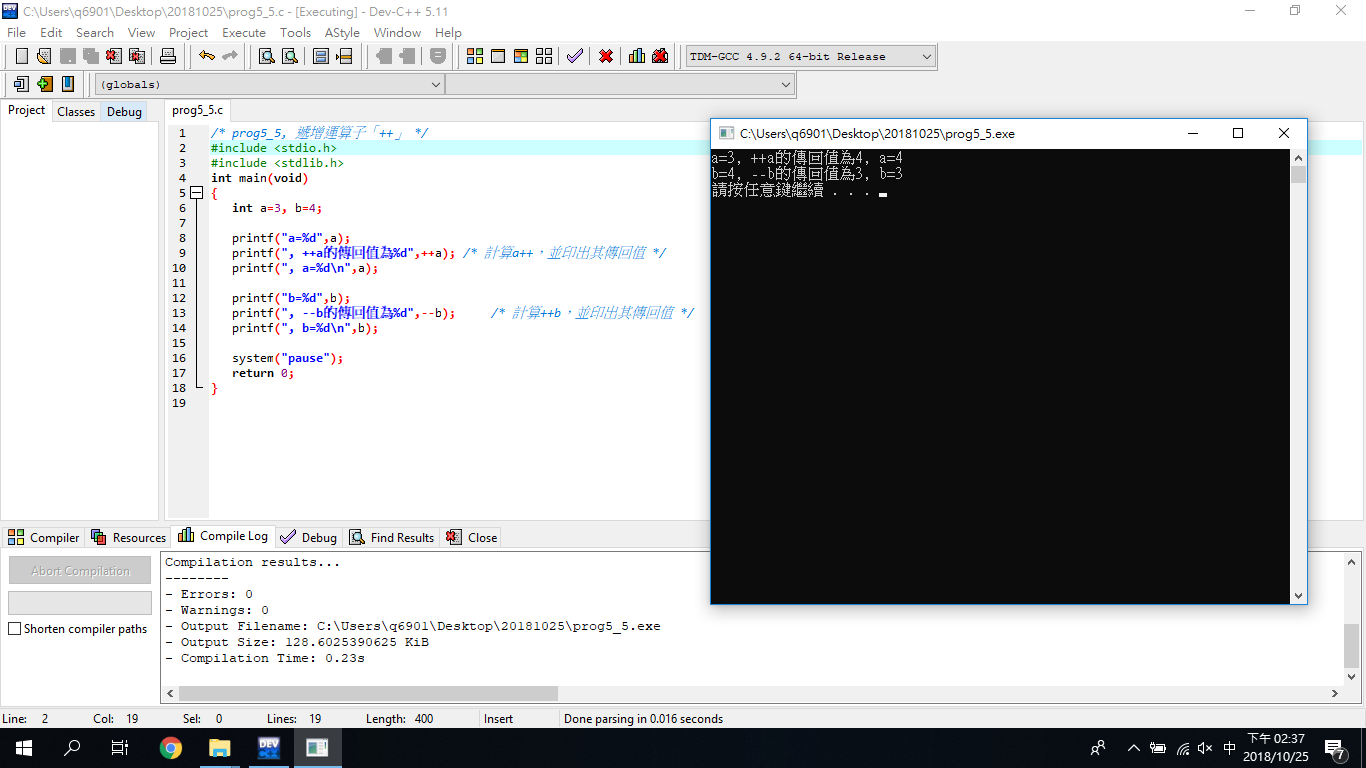 C:\Users\q6901\Desktop\20181025\prog5_5.c - [Executing] - Dev-C++ 5.11
File Edit Search View Project Execute Tools AStyle Window Help
TDM-GCC 4.9.2 64-bit Release
(globals)
Project Classes Debug
prog5_5.c
1 /* prog5_5, 遞增運算子「++」 */
2 #include <stdio.h>
3 #include <stdlib.h>
4 int main(void)
5 {
6 int a=3, b=4;
7
8 printf("a=%d",a);
9 printf(", ++a的傳回值為%d",++a); /* 計算a++，並印出其傳回值 */
10 printf(", a=%d\n",a);
11
12 printf("b=%d",b);
13 printf(", --b的傳回值為%d",--b); /* 計算++b，並印出其傳回值 */
14 printf(", b=%d\n",b);
15
16 system("pause");
17 return 0;
18 }
19
C:\Users\q6901\Desktop\20181025\prog5_5.exe
a=3, ++a的傳回值為4, a=4
b=4, --b的傳回值為3, b=3
請按任意鍵繼續 . . .
Compiler Resources Compile Log Debug Find Results Close
Abort Compilation
Shorten compiler paths
Compilation results...
--------
- Errors: 0
- Warnings: 0
- Output Filename: C:\Users\q6901\Desktop\20181025\prog5_5.exe
- Output Size: 128.6025390625 KiB
- Compilation Time: 0.23s
Line: 2 Col: 19 Sel: 0 Lines: 19 Length: 400 Insert Done parsing in 0.016 seconds
DEV
中
下午 02:37
2018/10/25
7